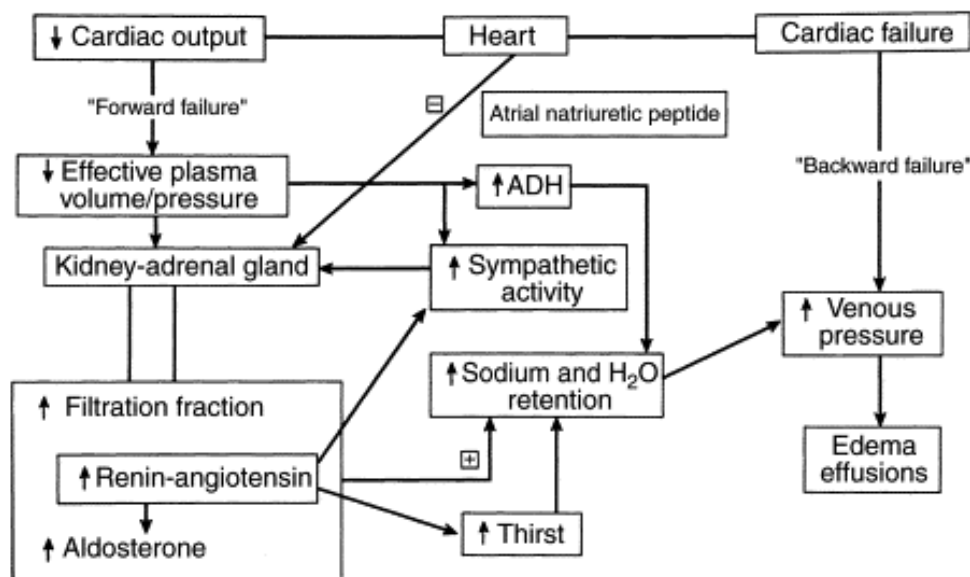 ↓ Cardiac output
Heart
Cardiac failure
"Forward failure"
⊟
Atrial natriuretic peptide
"Backward failure"
↓ Effective plasma
volume/pressure
↑ ADH
Kidney-adrenal gland
↑ Sympathetic
activity
↑ Venous
pressure
↑ Sodium and H₂O
retention
↑ Filtration fraction
Edema
effusions
⊞
↑ Renin-angiotensin
↑ Thirst
↑ Aldosterone